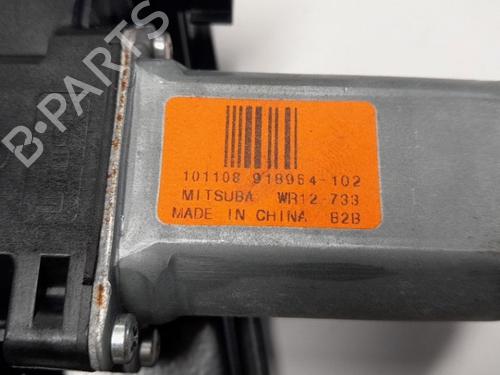 B-PARTS
101108 918964-102
MITSUBA WR12-733
MADE IN CHINA B2B